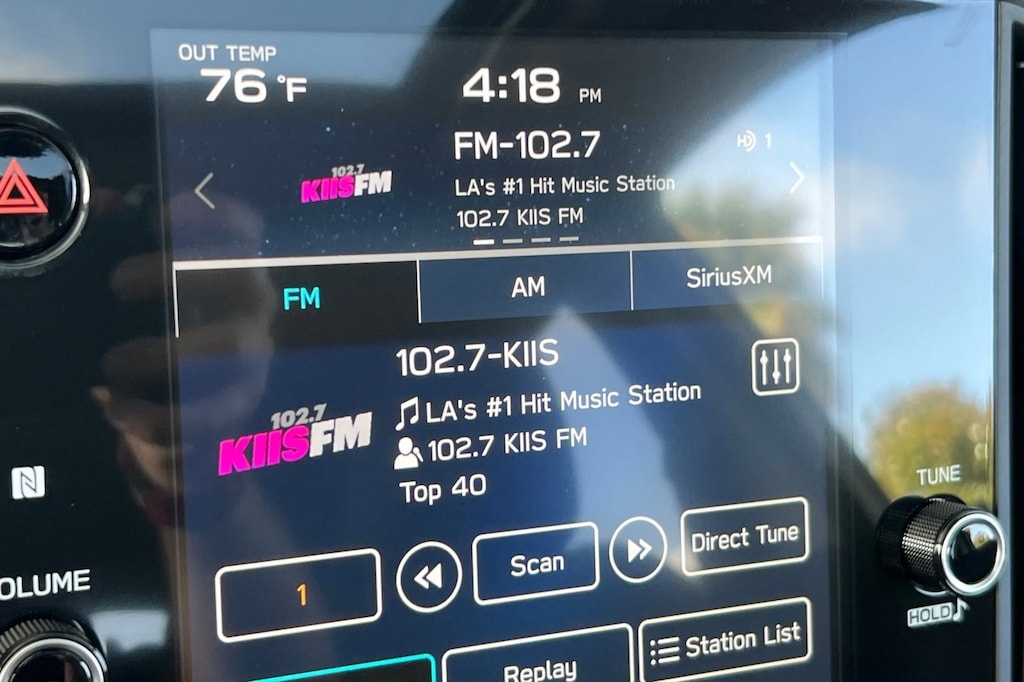 OUT TEMP
76 °F
4:18 PM
FM-102.7
HD 1
102.7
KIISFM
LA's #1 Hit Music Station
102.7 KIIS FM
FM
AM
SiriusXM
102.7-KIIS
102.7
KIISFM
LA's #1 Hit Music Station
102.7 KIIS FM
Top 40
TUNE
1
Scan
Direct Tune
OLUME
HOLD
Replay
Station List